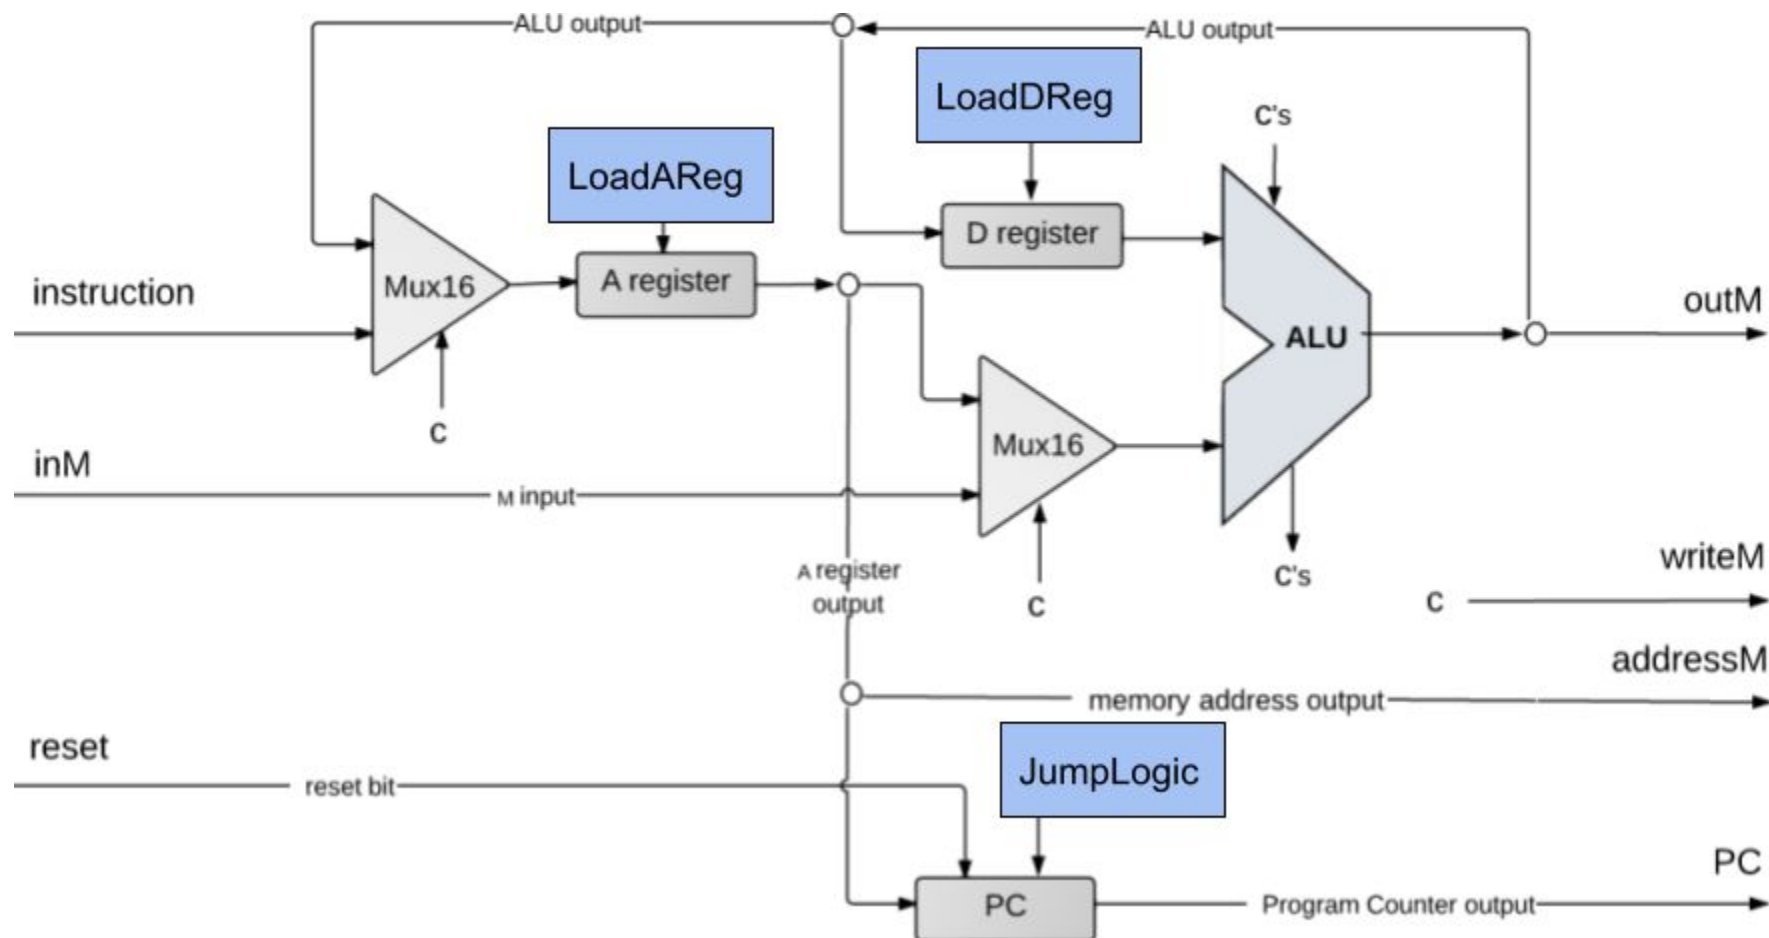 ALU output
ALU output
LoadDReg
C's
LoadAReg
D register
Mux16
A register
instruction
ALU
outM
C
Mux16
inM
M input
A register
output
C
C's
writeM
C
addressM
memory address output
reset
reset bit
JumpLogic
PC
PC
Program Counter output